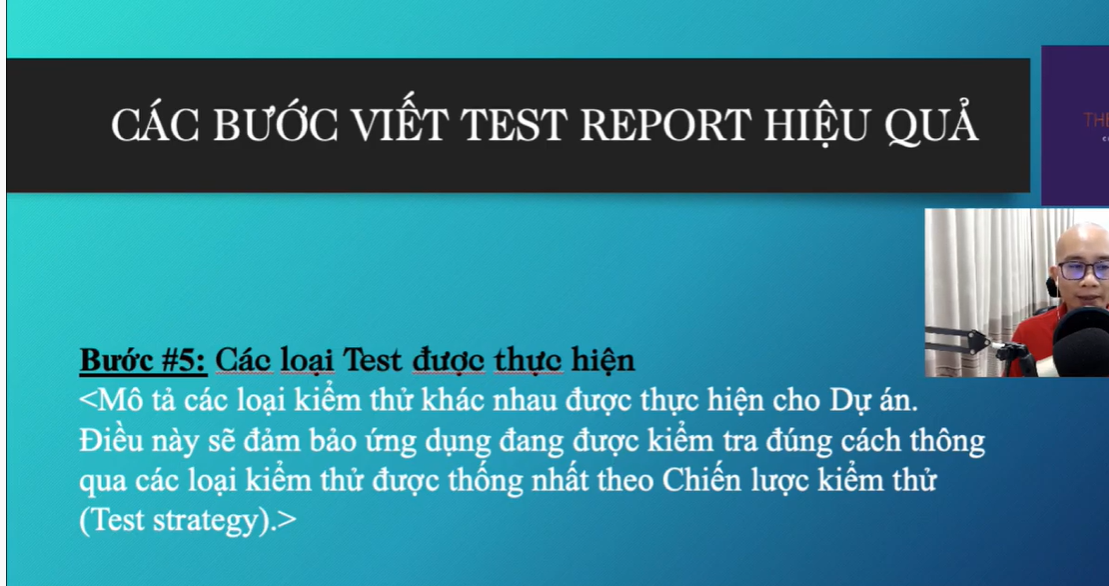 CÁC BƯỚC VIẾT TEST REPORT HIỆU QUẢ
Bước #5: Các loại Test được thực hiện
<Mô tả các loại kiểm thử khác nhau được thực hiện cho Dự án.
Điều này sẽ đảm bảo ứng dụng đang được kiểm tra đúng cách thông
qua các loại kiểm thử được thống nhất theo Chiến lược kiểm thử
(Test strategy).>